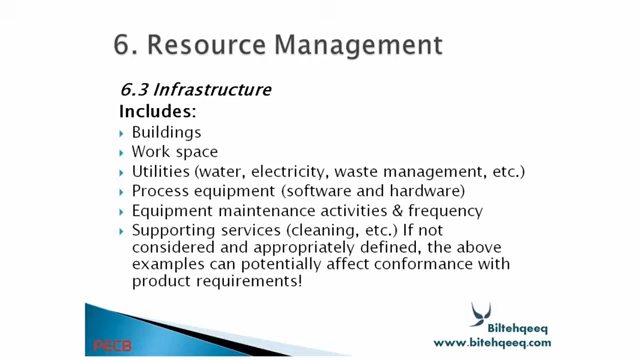 6. Resource Management
6.3 Infrastructure
Includes:
Buildings
Work space
Utilities (water, electricity, waste management, etc.)
Process equipment (software and hardware)
Equipment maintenance activities & frequency
Supporting services (cleaning, etc.) If not
considered and appropriately defined, the above
examples can potentially affect conformance with
product requirements!
Biltehqeeq
PECB
www.bitehqeeq.com